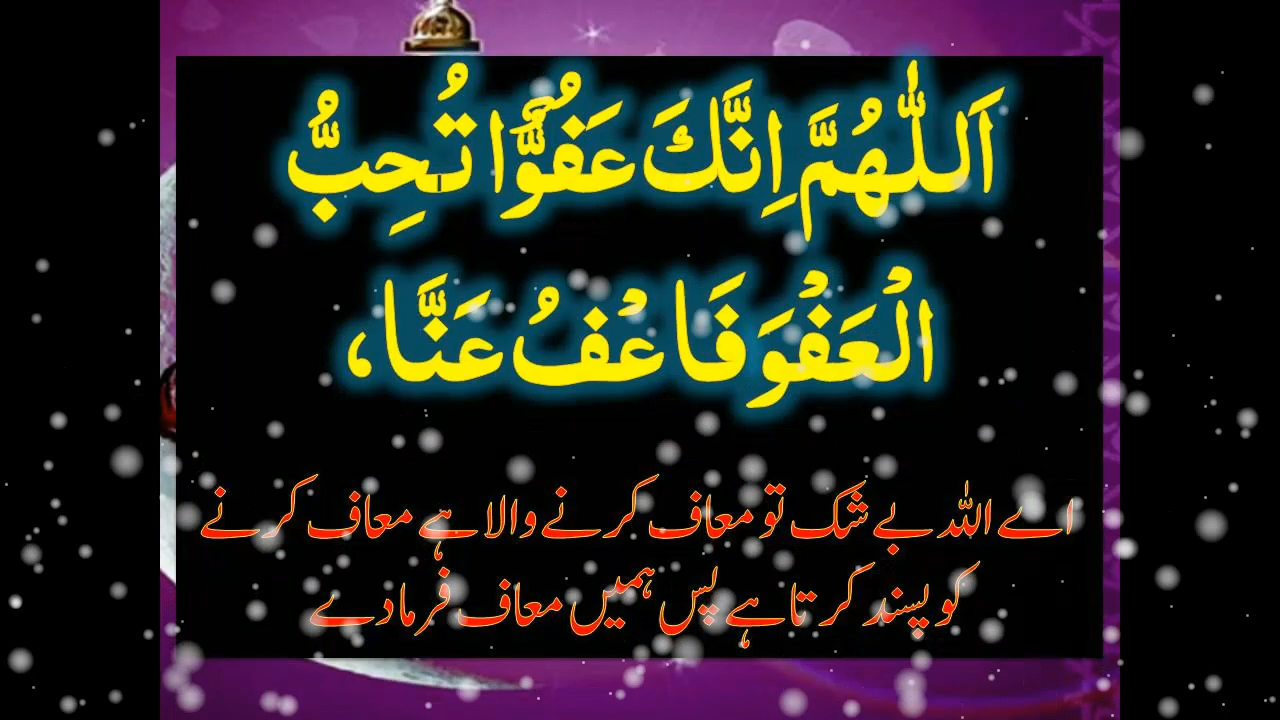 اَللّٰهُمَّ اِنَّكَ عَفُوٌّا تُحِبُّ
الْعَفْوَ فَاعْفُ عَنَّا،
اے اللہ بے شک تو معاف کرنے والا ہے معاف کرنے
کو پسند کرتا ہے پس ہمیں معاف فرما دے